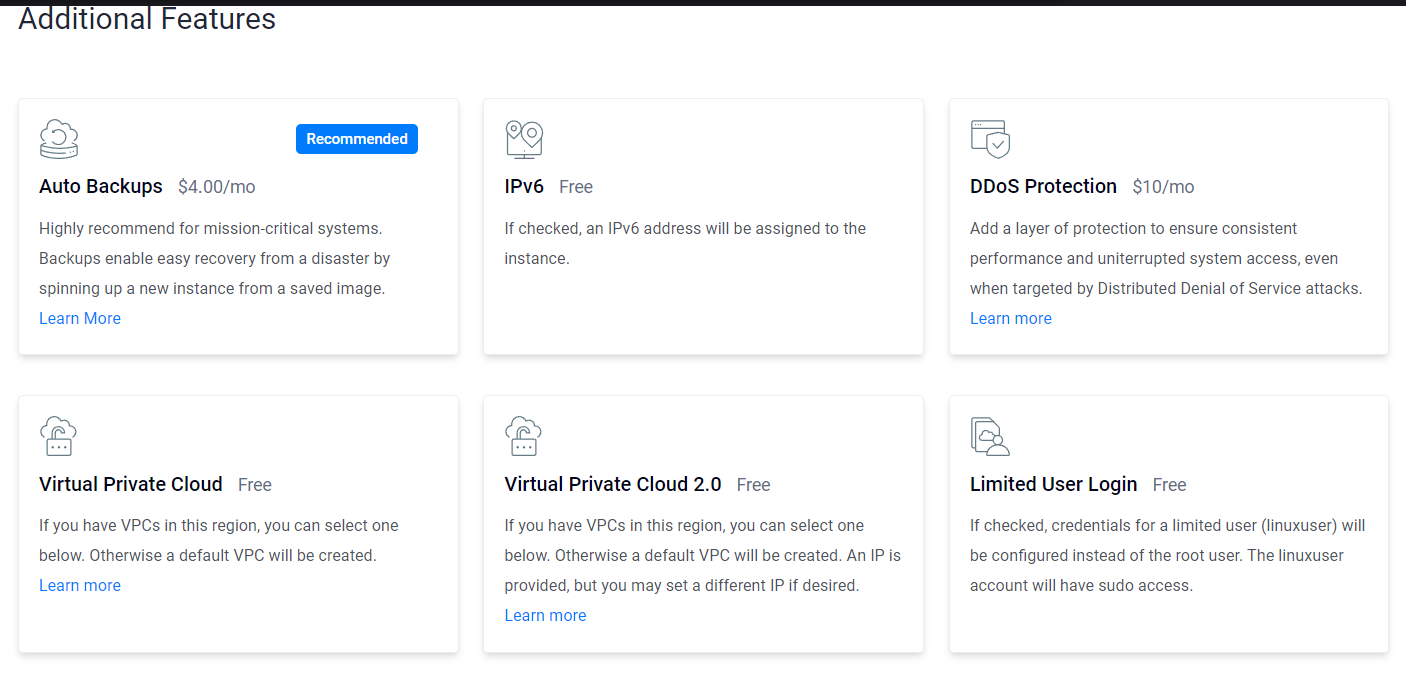 Additional Features
Recommended
Auto Backups $4.00/mo
Highly recommend for mission-critical systems.
Backups enable easy recovery from a disaster by
spinning up a new instance from a saved image.
Learn More
IPv6 Free
If checked, an IPv6 address will be assigned to the
instance.
DDoS Protection $10/mo
Add a layer of protection to ensure consistent
performance and uniterrupted system access, even
when targeted by Distributed Denial of Service attacks.
Learn more
Virtual Private Cloud Free
If you have VPCs in this region, you can select one
below. Otherwise a default VPC will be created.
Learn more
Virtual Private Cloud 2.0 Free
If you have VPCs in this region, you can select one
below. Otherwise a default VPC will be created. An IP is
provided, but you may set a different IP if desired.
Learn more
Limited User Login Free
If checked, credentials for a limited user (linuxuser) will
be configured instead of the root user. The linuxuser
account will have sudo access.